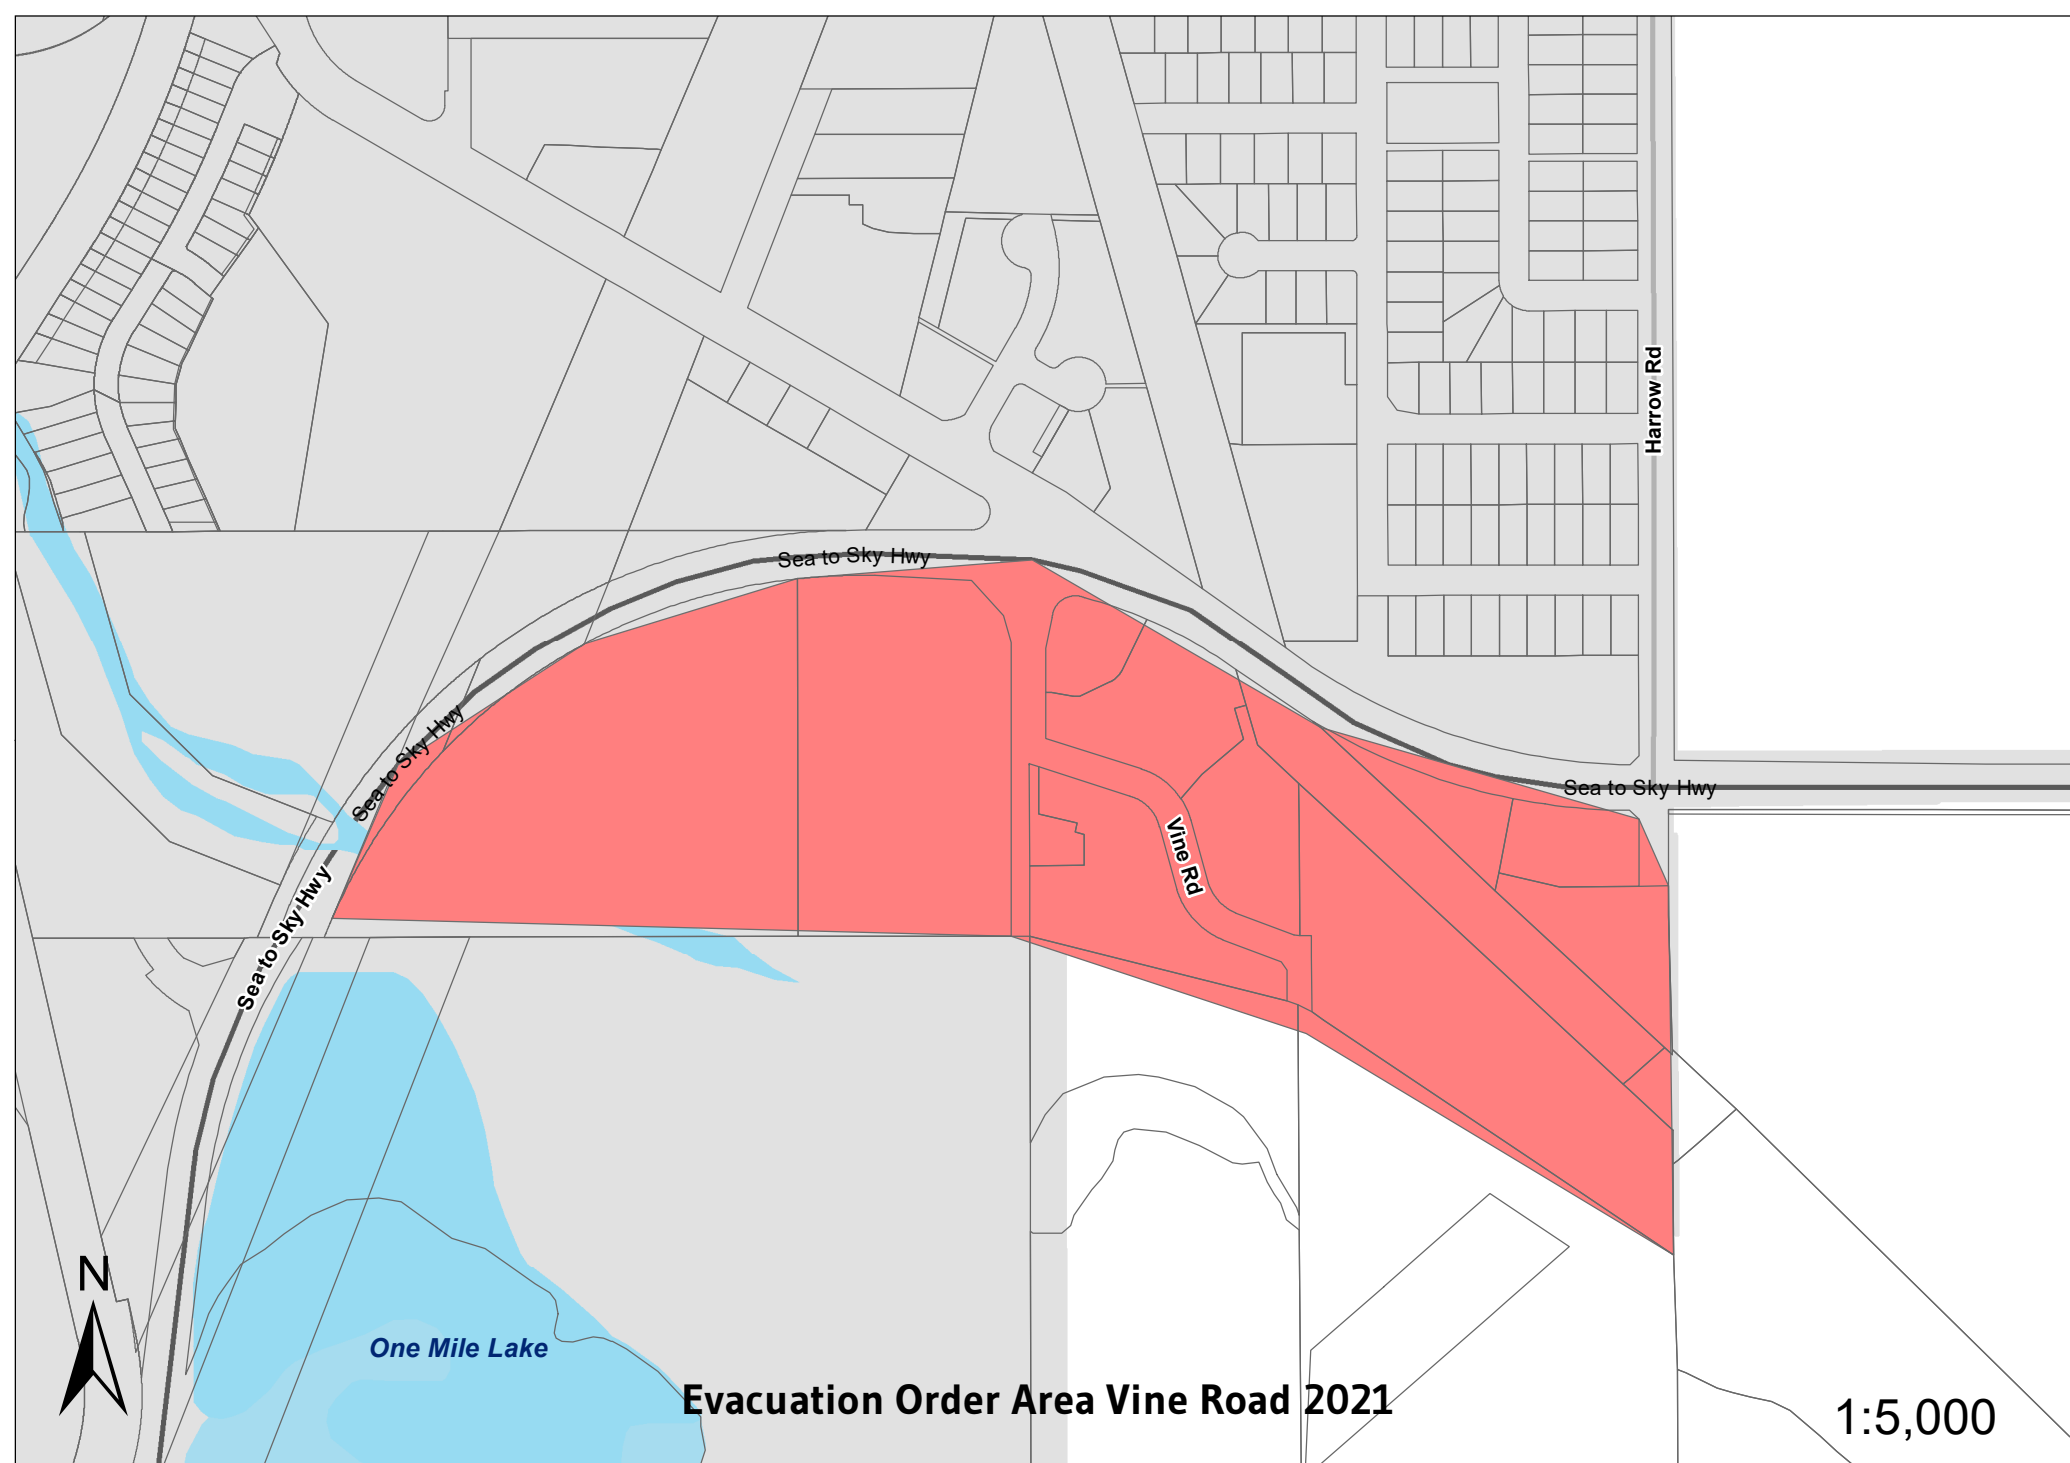 Harrow Rd
Sea to Sky Hwy
Sea to Sky Hwy
Sea to Sky Hwy
Vine Rd
Sea to Sky Hwy
N
One Mile Lake
Evacuation Order Area Vine Road 2021
1:5,000